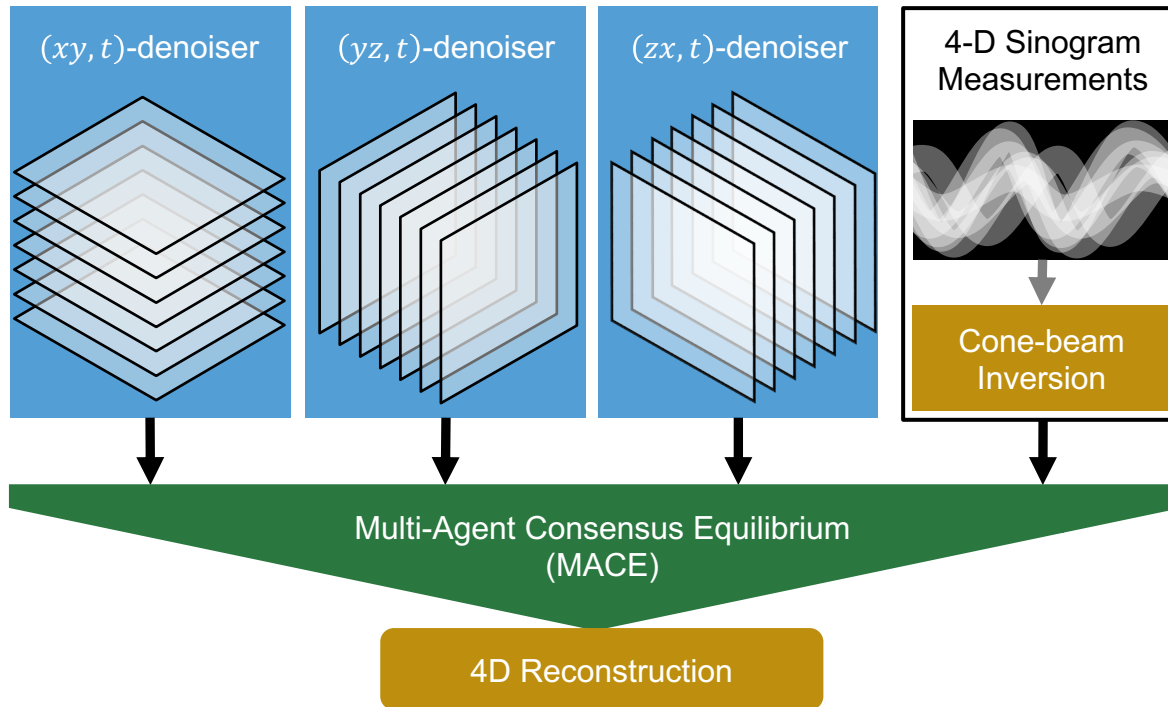 (xy, t)-denoiser
(yz, t)-denoiser
(zx, t)-denoiser
4-D Sinogram
Measurements
Cone-beam
Inversion
Multi-Agent Consensus Equilibrium
(MACE)
4D Reconstruction